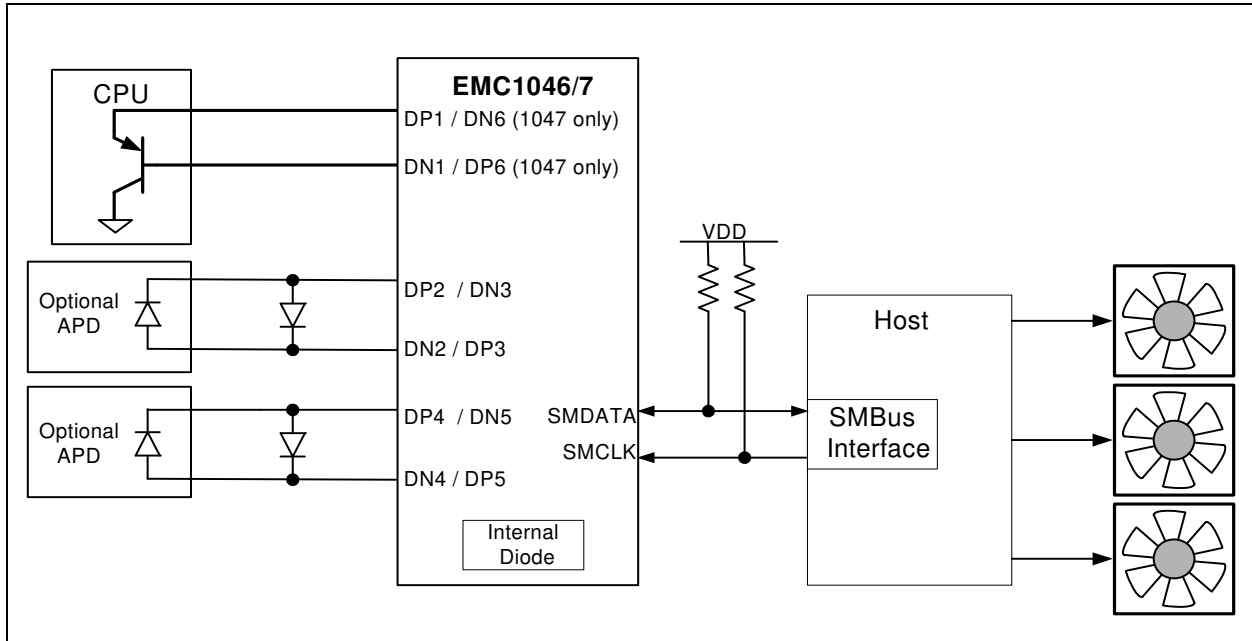 CPU
EMC1046/7
DP1 / DN6 (1047 only)
DN1 / DP6 (1047 only)
Optional
APD
DP2 / DN3
DN2 / DP3
Optional
APD
DP4 / DN5
DN4 / DP5
SMDATA
SMCLK
Internal
Diode
VDD
Host
SMBus
Interface